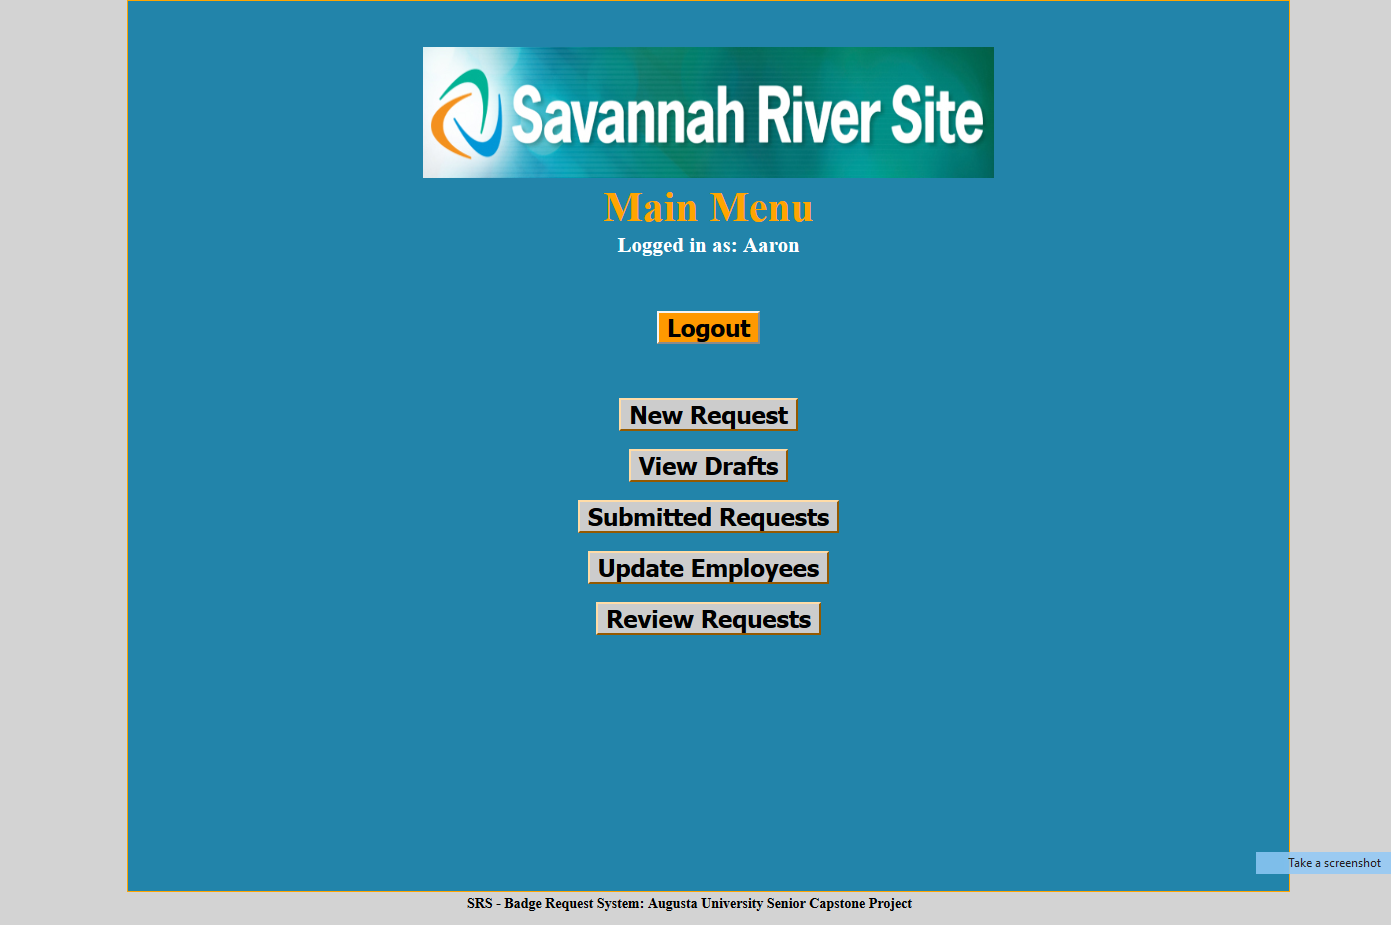 Savannah River Site
Main Menu
Logged in as: Aaron
Logout
New Request
View Drafts
Submitted Requests
Update Employees
Review Requests
Take a screenshot
SRS - Badge Request System: Augusta University Senior Capstone Project